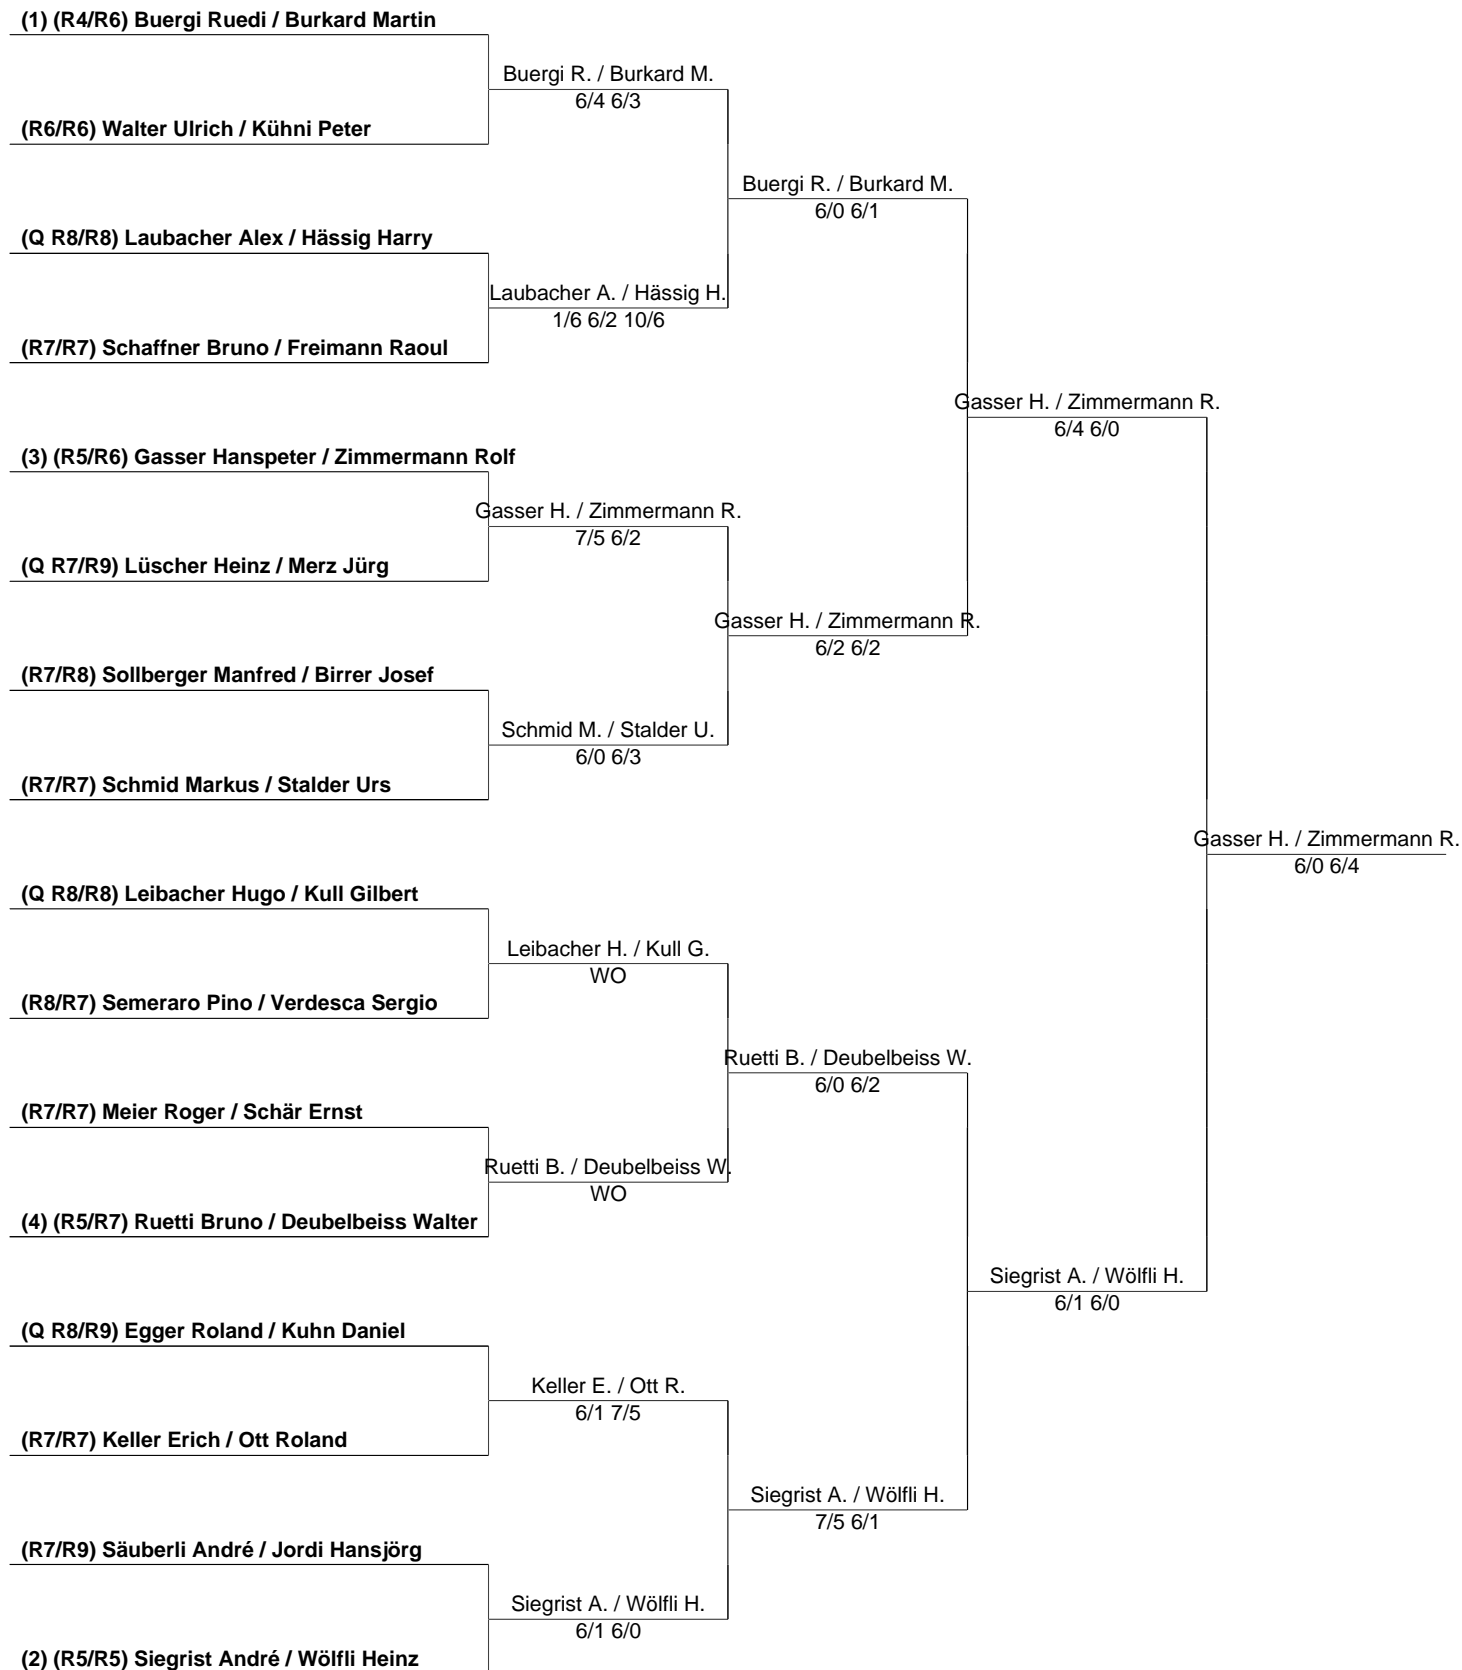 (1) (R4/R6) Buergi Ruedi / Burkard Martin
Buergi R. / Burkard M.
6/4 6/3
(R6/R6) Walter Ulrich / Kühni Peter
Buergi R. / Burkard M.
6/0 6/1
(Q R8/R8) Laubacher Alex / Hässig Harry
Laubacher A. / Hässig H.
1/6 6/2 10/6
(R7/R7) Schaffner Bruno / Freimann Raoul
Gasser H. / Zimmermann R.
6/4 6/0
(3) (R5/R6) Gasser Hanspeter / Zimmermann Rolf
Gasser H. / Zimmermann R.
7/5 6/2
(Q R7/R9) Lüscher Heinz / Merz Jürg
Gasser H. / Zimmermann R.
6/2 6/2
(R7/R8) Sollberger Manfred / Birrer Josef
Schmid M. / Stalder U.
6/0 6/3
(R7/R7) Schmid Markus / Stalder Urs
Gasser H. / Zimmermann R.
6/0 6/4
(Q R8/R8) Leibacher Hugo / Kull Gilbert
Leibacher H. / Kull G.
WO
(R8/R7) Semeraro Pino / Verdesca Sergio
Ruetti B. / Deubelbeiss W.
6/0 6/2
(R7/R7) Meier Roger / Schär Ernst
Ruetti B. / Deubelbeiss W.
WO
(4) (R5/R7) Ruetti Bruno / Deubelbeiss Walter
Siegrist A. / Wölfli H.
6/1 6/0
(Q R8/R9) Egger Roland / Kuhn Daniel
Keller E. / Ott R.
6/1 7/5
(R7/R7) Keller Erich / Ott Roland
Siegrist A. / Wölfli H.
7/5 6/1
(R7/R9) Säuberli André / Jordi Hansjörg
Siegrist A. / Wölfli H.
6/1 6/0
(2) (R5/R5) Siegrist André / Wölfli Heinz